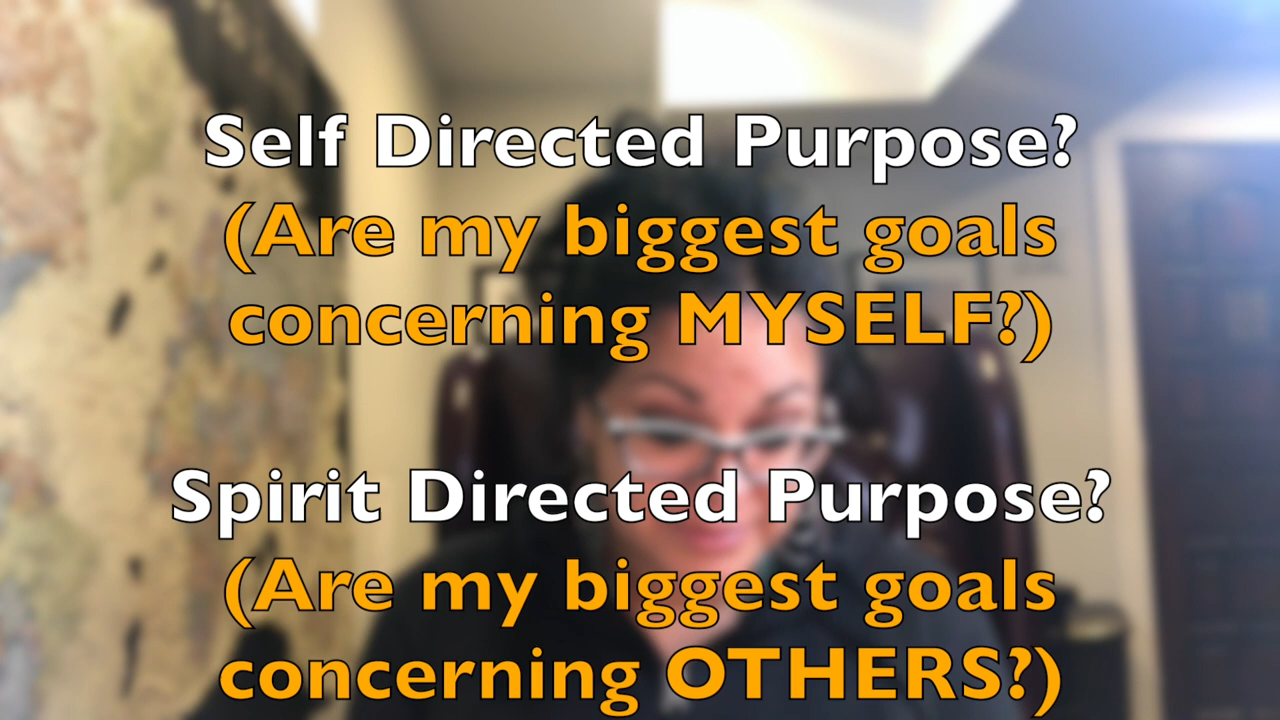 Self Directed Purpose?
(Are my biggest goals
concerning MYSELF?)
Spirit Directed Purpose?
(Are my biggest goals
concerning OTHERS?)